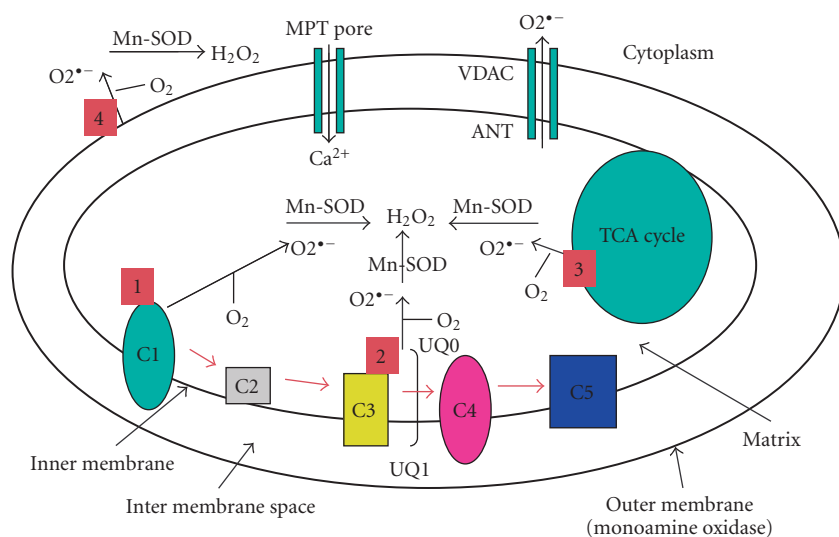 Mn-SOD
H₂O₂
O2•−
O₂
4
MPT pore
Ca²⁺
O2•−
VDAC
ANT
Cytoplasm
Mn-SOD
H₂O₂
Mn-SOD
O2•−
Mn-SOD
O2•−
TCA cycle
3
O₂
1
O₂
O2•−
O₂
2
UQ0
C1
C2
C3
C4
C5
UQ1
Inner membrane
Inter membrane space
Matrix
Outer membrane
(monoamine oxidase)